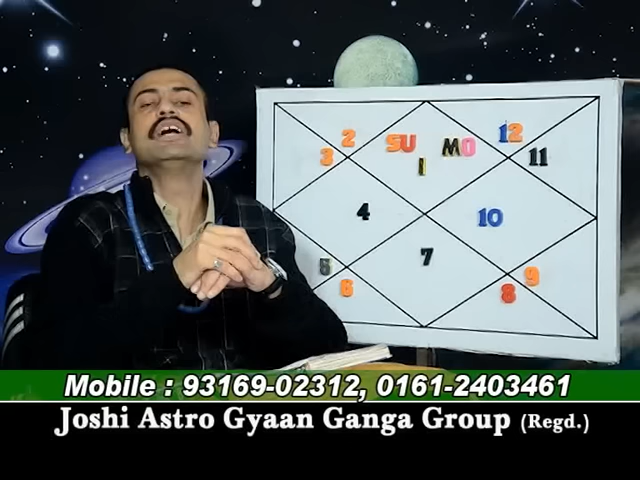 2 SU MO 12
3 1 11
4 10
7
5 9
6 8
Mobile : 93169-02312, 0161-2403461
Joshi Astro Gyaan Ganga Group (Regd.)